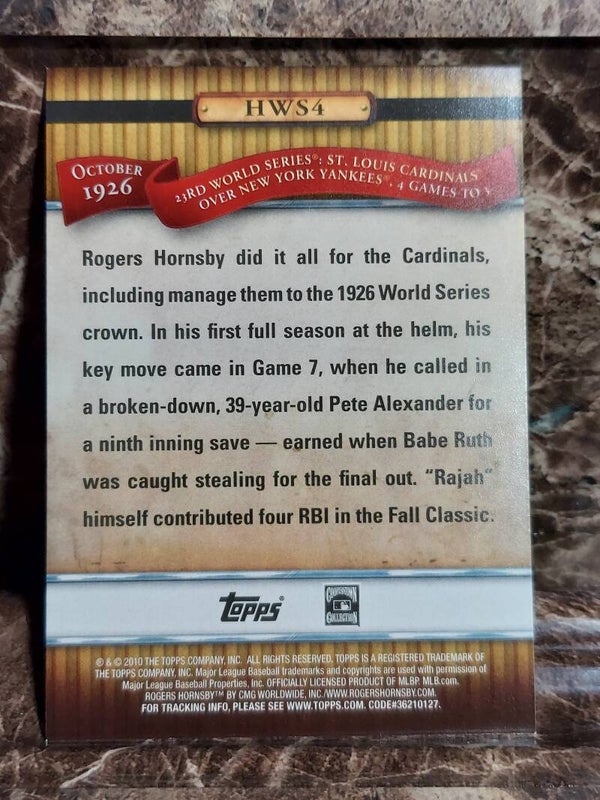 HWS4
OCTOBER
1926
23RD WORLD SERIES®: ST. LOUIS CARDINALS
OVER NEW YORK YANKEES®, 4 GAMES TO 3
Rogers Hornsby did it all for the Cardinals,
including manage them to the 1926 World Series
crown. In his first full season at the helm, his
key move came in Game 7, when he called in
a broken-down, 39-year-old Pete Alexander for
a ninth inning save — earned when Babe Ruth
was caught stealing for the final out. "Rajah"
himself contributed four RBI in the Fall Classic.
topps®
COOPERSTOWN
COLLECTION
® & © 2010 THE TOPPS COMPANY, INC. ALL RIGHTS RESERVED. TOPPS IS A REGISTERED TRADEMARK OF
THE TOPPS COMPANY, INC. Major League Baseball trademarks and copyrights are used with permission of
Major League Baseball Properties, Inc. OFFICIALLY LICENSED PRODUCT OF MLBP. MLB.com.
ROGERS HORNSBY™ BY CMG WORLDWIDE, INC./WWW.ROGERSHORNSBY.COM.
FOR TRACKING INFO, PLEASE SEE WWW.TOPPS.COM. CODE#36210127.